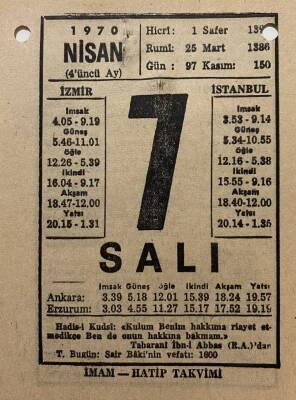 1970
NİSAN
(4'üncü Ay)
Hicrî: 1 Safer
Rumî: 25 Mart 1386
Gün: 97 Kasım: 150
İZMİR
İmsak
4.05 - 9.19
Güneş
5.46-11.01
Öğle
12.26 - 5.39
İkindi
16.04 - 9.17
Akşam
18.47-12.00
Yatsı
20.15 - 1.31
7
İSTANBUL
İmsak
3.53 - 9.14
Güneş
5.34-10.55
Öğle
12.16 - 5.38
İkindi
15.55 - 9.16
Akşam
18.40-12.00
Yatsı
20.14 - 1.35
SALI
İmsak Güneş Öğle İkindi Akşam Yatsı
Ankara: 3.39 5.18 12.01 15.39 18.24 19.57
Erzurum: 3.03 4.55 11.27 15.17 17.52 19.19
Hadis-i Kudsî: «Kulum Benim hakkıma riayet et-
medikçe Ben de onun hakkına bakmam.»
Tabaranî İbn-i Abbas (R.A.)'dan
T. Bugün: Şair Bâki'nin vefatı: 1600
İMAM — HATİP TAKVİMİ